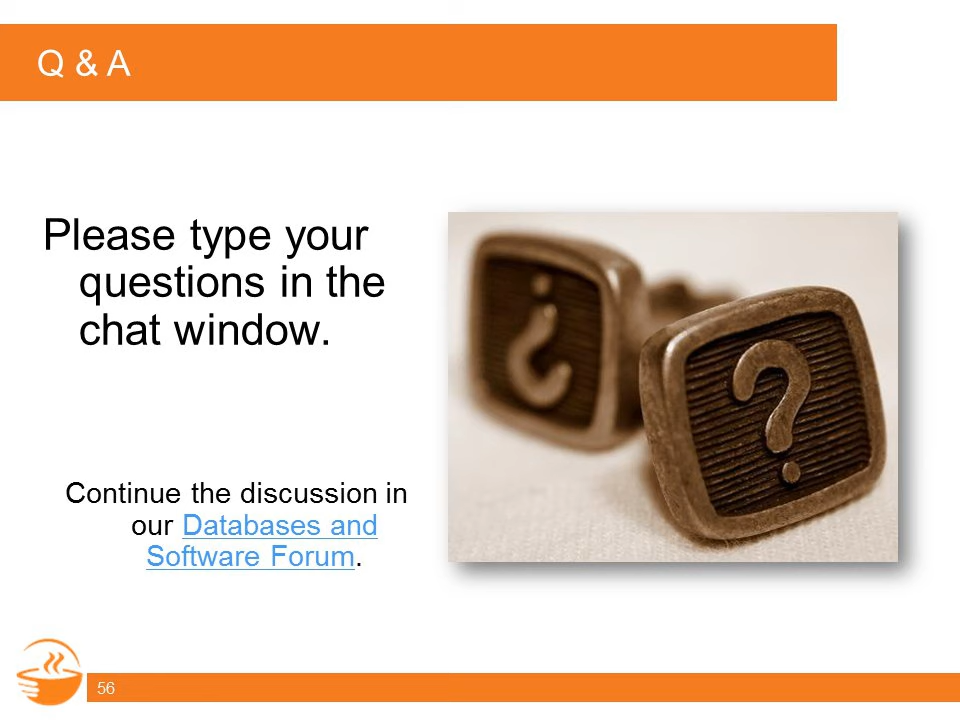 Q & A
Please type your
questions in the
chat window.
Continue the discussion in
our Databases and
Software Forum.
¿
?
56